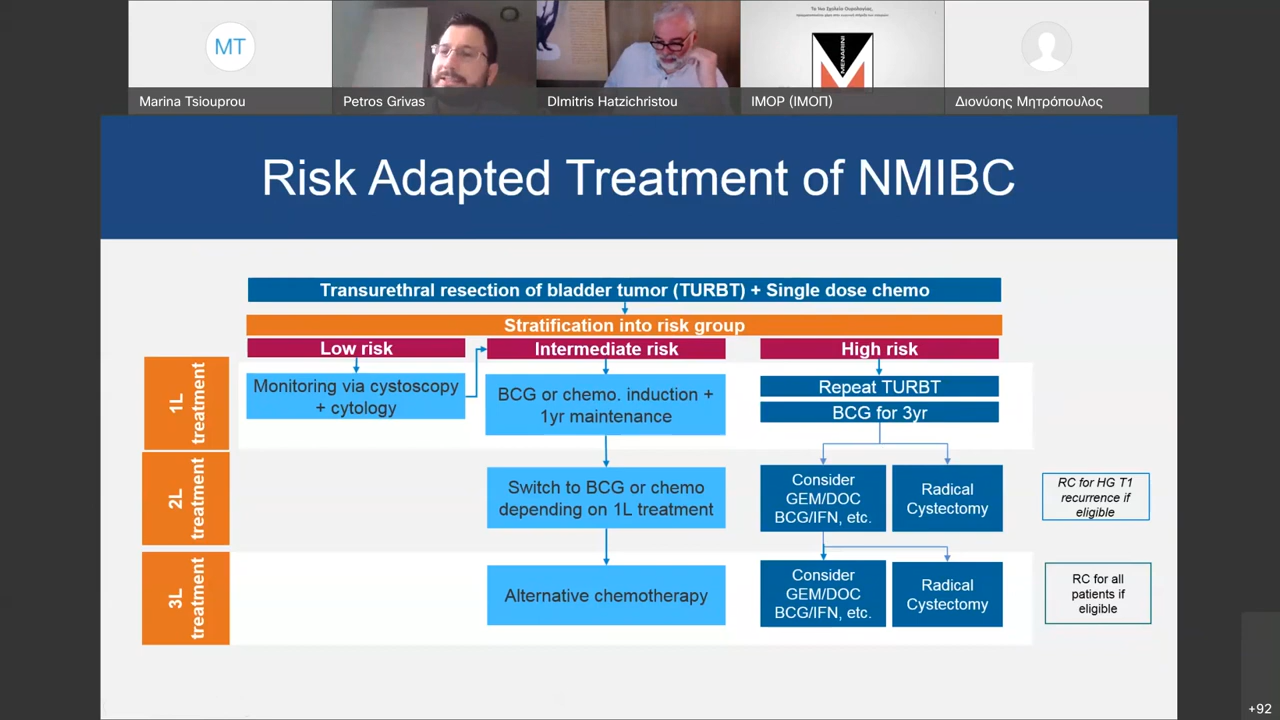 MT
Marina Tsiouprou
Petros Grivas
DImitris Hatzichristou
MENARINI
IMOP (ΙΜΟΠ)
Διονύσης Μητρόπουλος
Risk Adapted Treatment of NMIBC
Transurethral resection of bladder tumor (TURBT) + Single dose chemo
Stratification into risk group
Low risk
Intermediate risk
High risk
1L
treatment
Monitoring via cystoscopy
+ cytology
BCG or chemo. induction +
1yr maintenance
Repeat TURBT
BCG for 3yr
2L
treatment
Switch to BCG or chemo
depending on 1L treatment
Consider
GEM/DOC
BCG/IFN, etc.
Radical
Cystectomy
RC for HG T1
recurrence if
eligible
3L
treatment
Alternative chemotherapy
Consider
GEM/DOC
BCG/IFN, etc.
Radical
Cystectomy
RC for all
patients if
eligible
+92